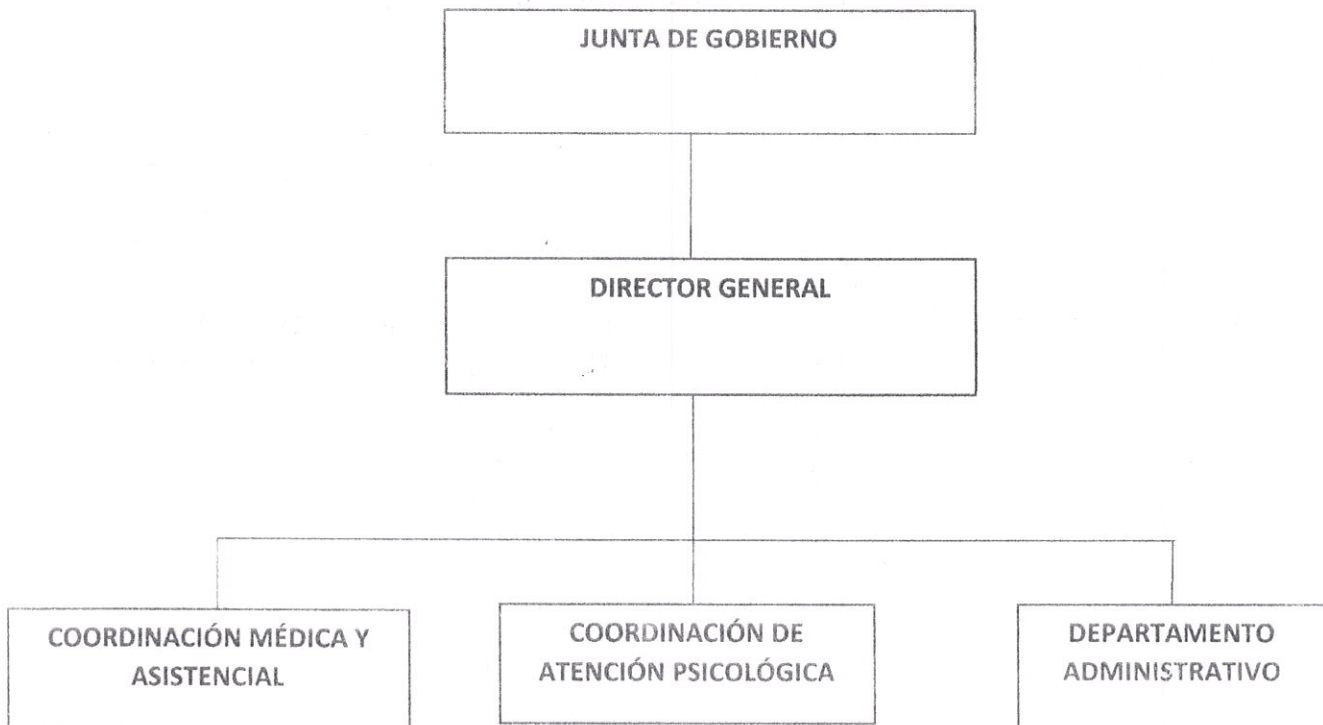 JUNTA DE GOBIERNO
DIRECTOR GENERAL
COORDINACIÓN MÉDICA Y
ASISTENCIAL
COORDINACIÓN DE
ATENCIÓN PSICOLÓGICA
DEPARTAMENTO
ADMINISTRATIVO